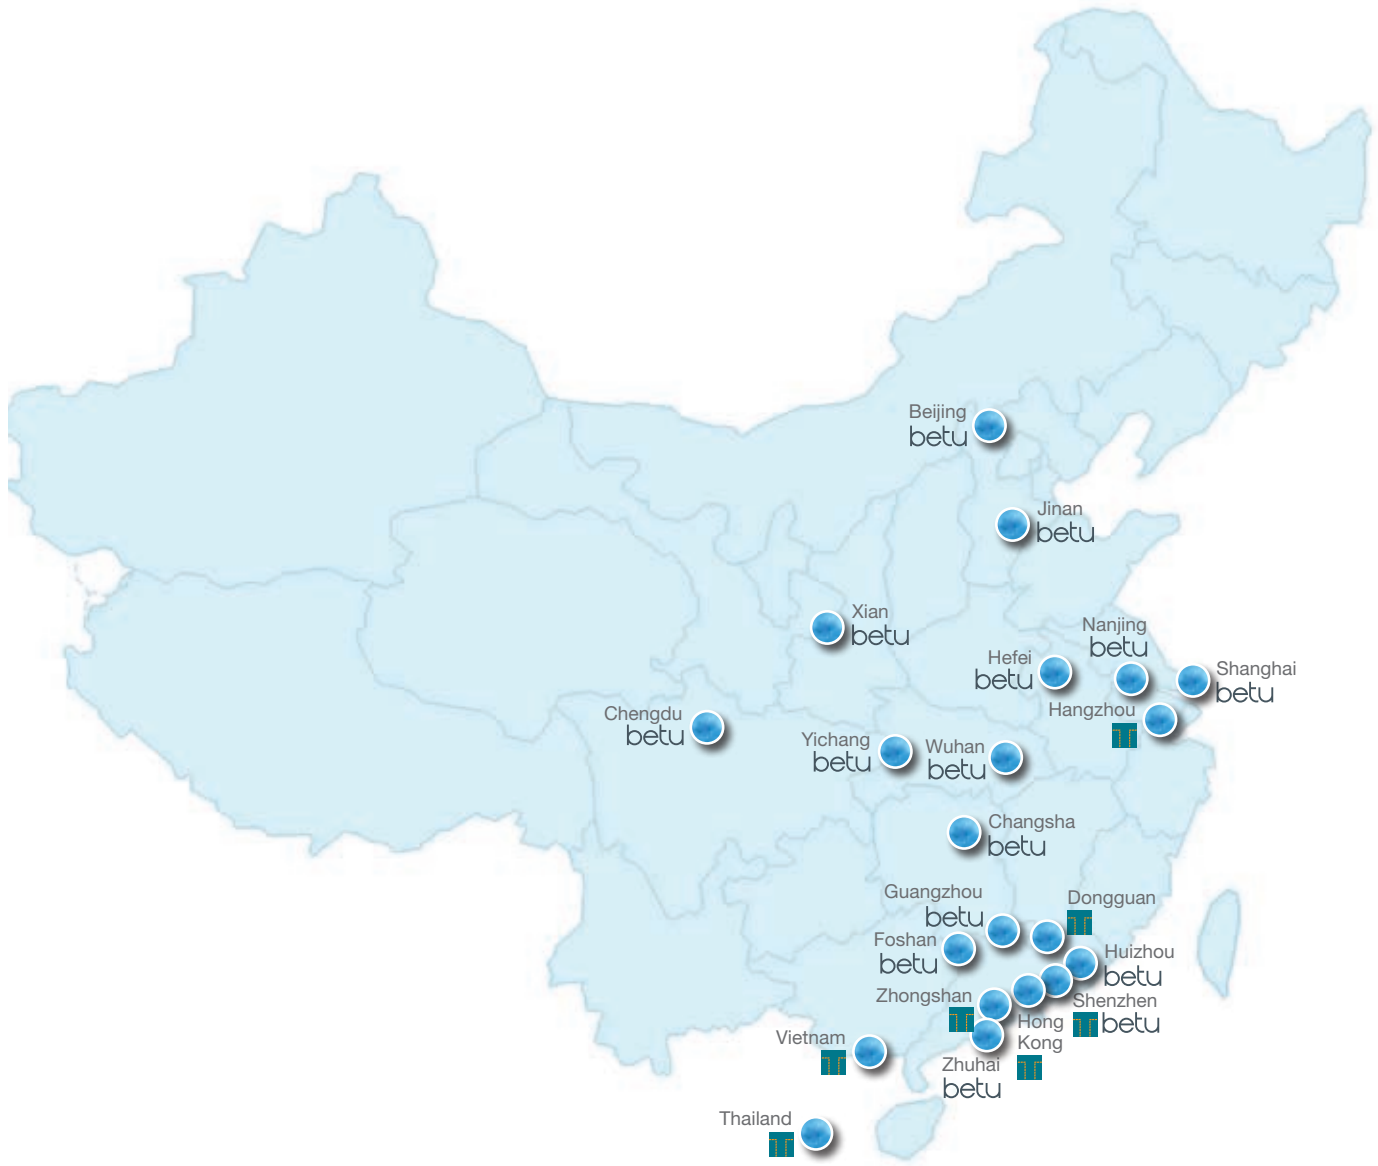 Beijing
betu
Jinan
betu
Xian
betu
Nanjing
betu
Hefei
betu
Shanghai
betu
Hangzhou
Chengdu
betu
Yichang
betu
Wuhan
betu
Changsha
betu
Guangzhou
betu
Dongguan
Foshan
betu
Huizhou
betu
Zhongshan
Shenzhen
betu
Hong
Kong
Vietnam
Zhuhai
betu
Thailand